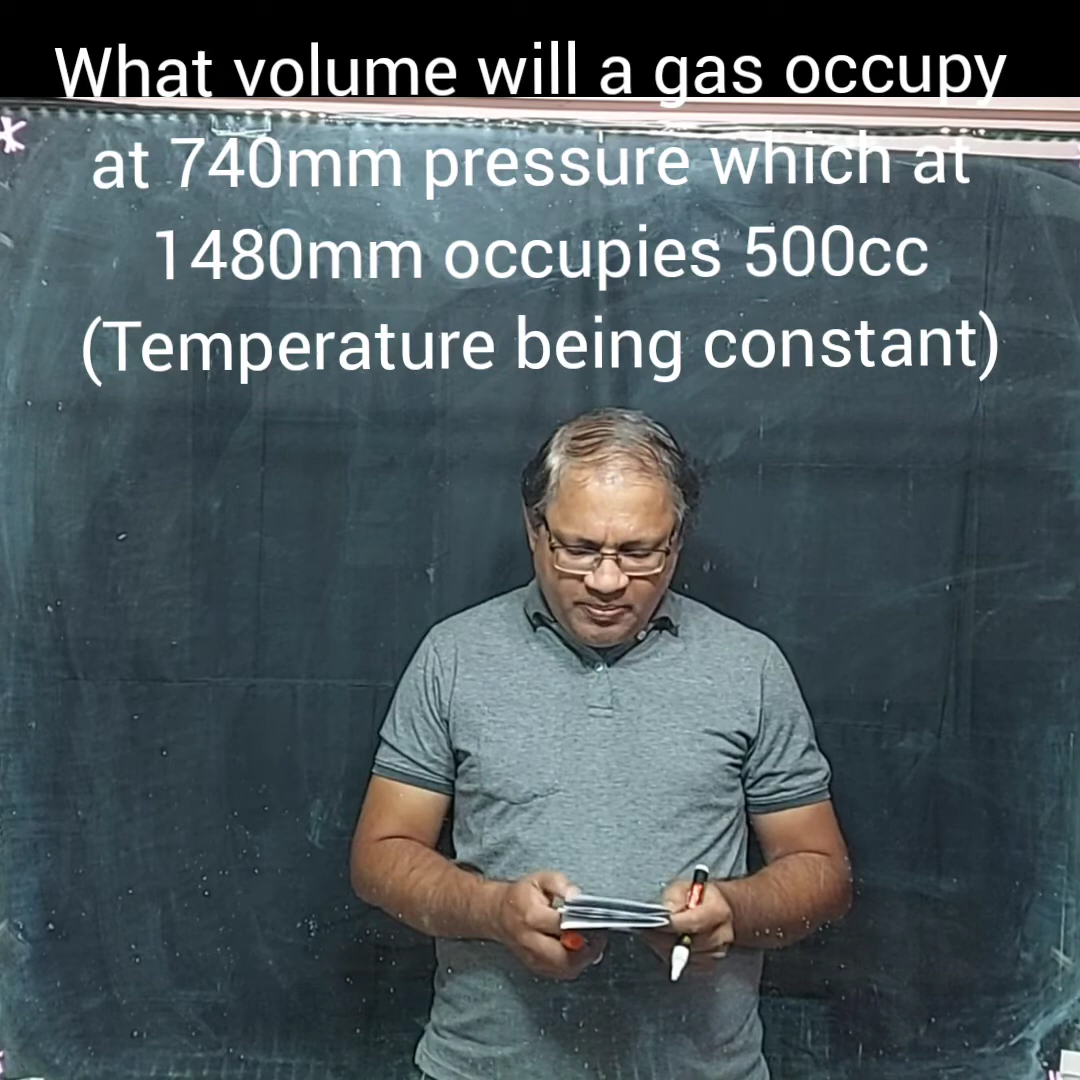 What volume will a gas occupy
at 740mm pressure which at
1480mm occupies 500cc
(Temperature being constant)